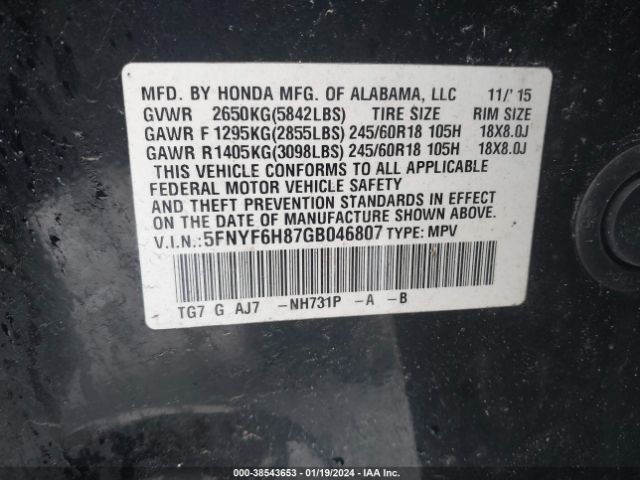 MFD. BY HONDA MFG. OF ALABAMA, LLC 11/'15
GVWR 2650KG(5842LBS) TIRE SIZE RIM SIZE
GAWR F 1295KG(2855LBS) 245/60R18 105H 18X8.0J
GAWR R1405KG(3098LBS) 245/60R18 105H 18X8.0J
THIS VEHICLE CONFORMS TO ALL APPLICABLE
FEDERAL MOTOR VEHICLE SAFETY
AND THEFT PREVENTION STANDARDS IN EFFECT
ON THE DATE OF MANUFACTURE SHOWN ABOVE.
V.I.N.:5FNYF6H87GB046807 TYPE: MPV
TG7 G AJ7 -NH731P -A -B
000-38543653 - 01/19/2024 - IAA Inc.